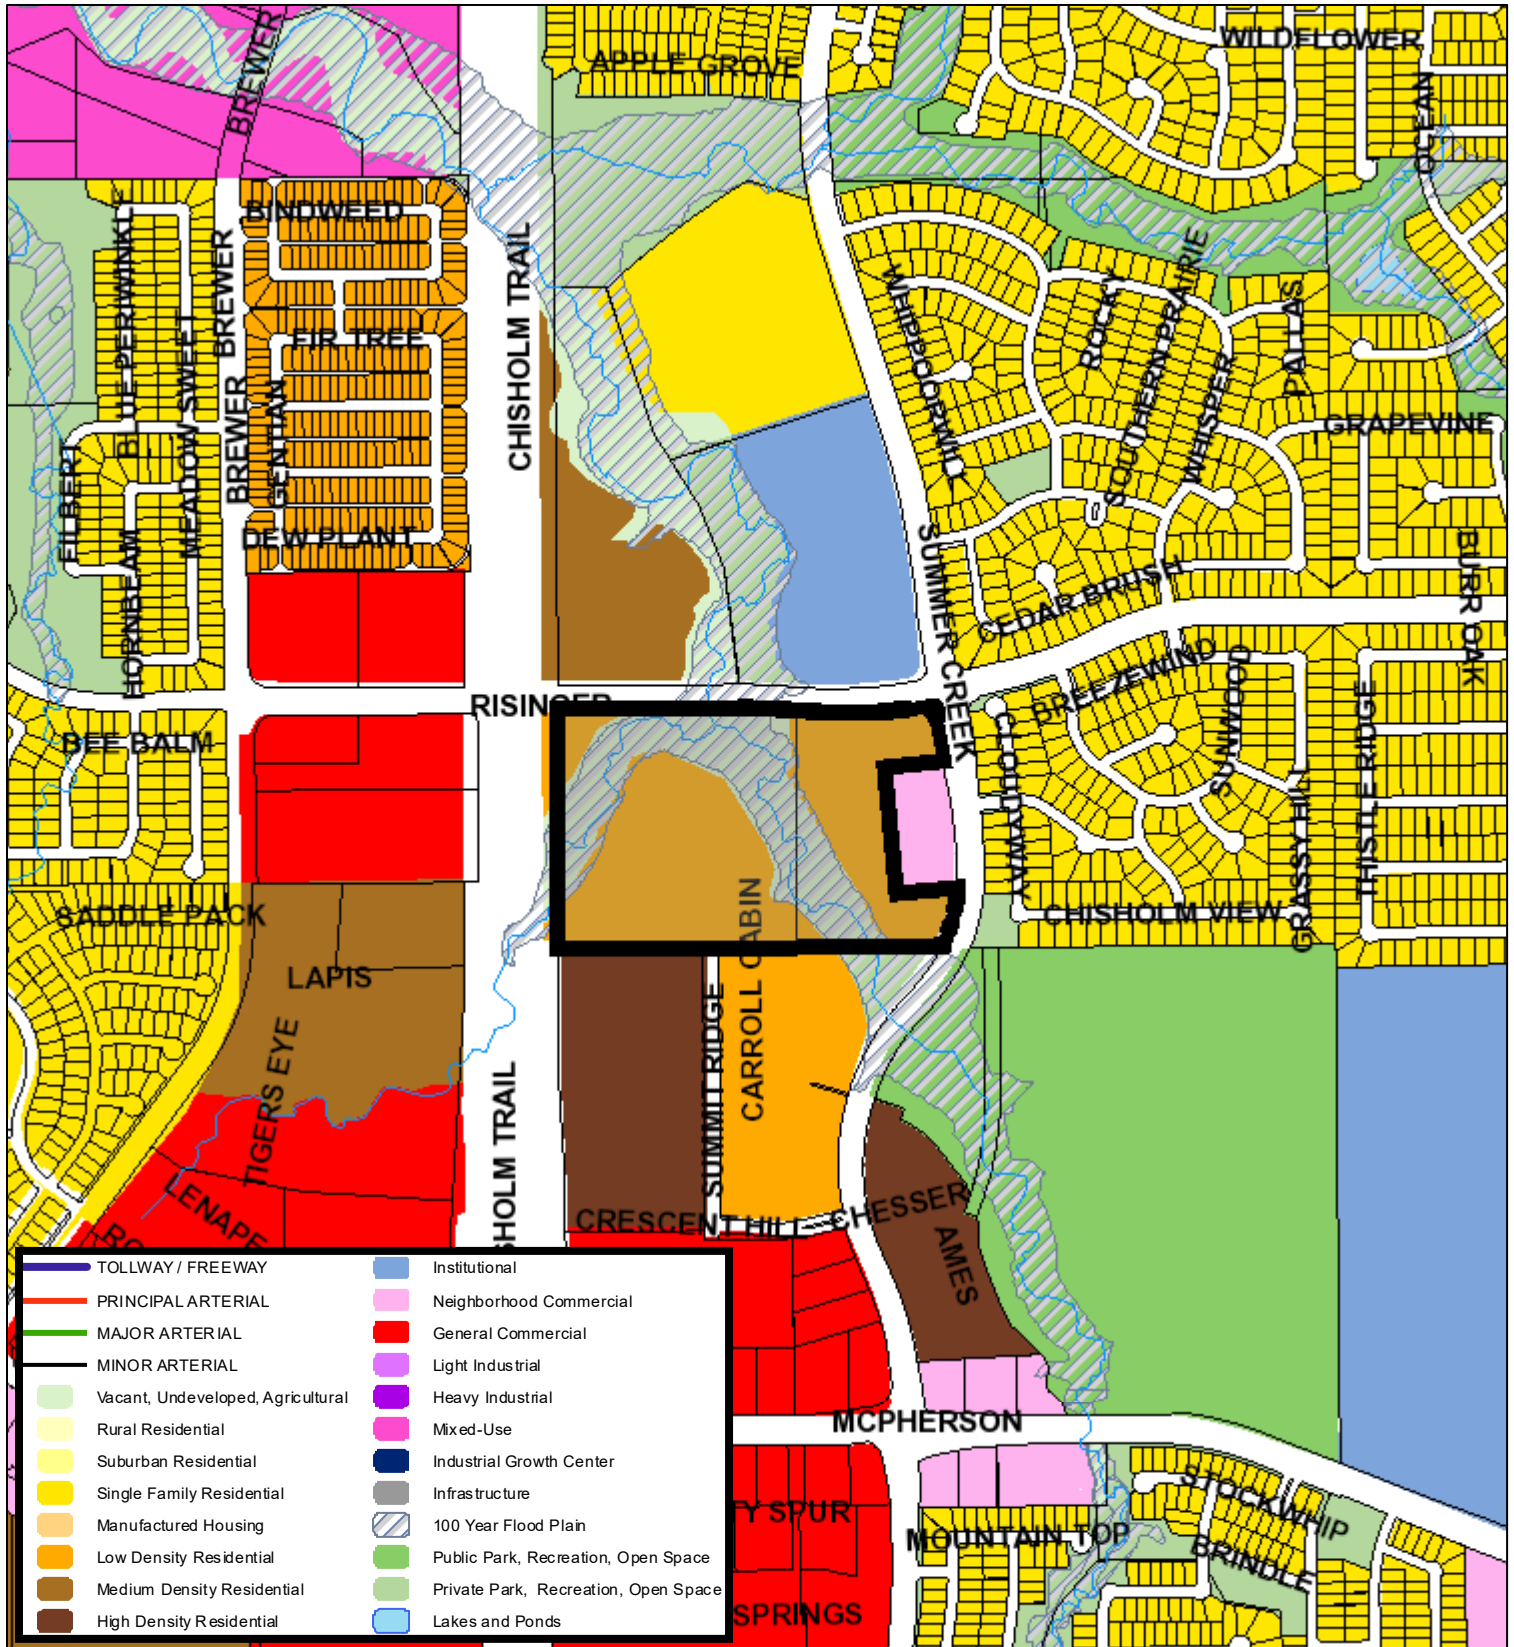 WILDFLOWER
BREWER
APPLE GROVE
OCEAN
BINDWEED
BLUE PERIWINKLE
BREWER
CHISHOLM TRAIL
WHIPPOORWILL
ROCKY
SOUTHERN PRAIRIE
PALLAS
FIR TREE
MEADOW SWEET
BREWER
GENTIAN
WHISPER
GRAPEVINE
FILBERT
HORNBEAM
DEW PLANT
SUMMER CREEK
CEDAR BRUSH
BURR OAK
BREEZEWIND
SUNWOOD
RISINGER
BEE BALM
CLOUDYWAY
GRASSY HILL
THISTLE RIDGE
SADDLE PACK
CHISHOLM VIEW
LAPIS
CARROLL CABIN
SUMMIT RIDGE
TIGERS EYE
HOLM TRAIL
LENAPE
RO
CRESCENT HILL
CHESSER
AMES
MCPHERSON
STOCKWHIP
TY SPUR
MOUNTAIN TOP
BRINDLE
SPRINGS
TOLLWAY / FREEWAY
PRINCIPAL ARTERIAL
MAJOR ARTERIAL
MINOR ARTERIAL
Vacant, Undeveloped, Agricultural
Rural Residential
Suburban Residential
Single Family Residential
Manufactured Housing
Low Density Residential
Medium Density Residential
High Density Residential
Institutional
Neighborhood Commercial
General Commercial
Light Industrial
Heavy Industrial
Mixed-Use
Industrial Growth Center
Infrastructure
100 Year Flood Plain
Public Park, Recreation, Open Space
Private Park, Recreation, Open Space
Lakes and Ponds